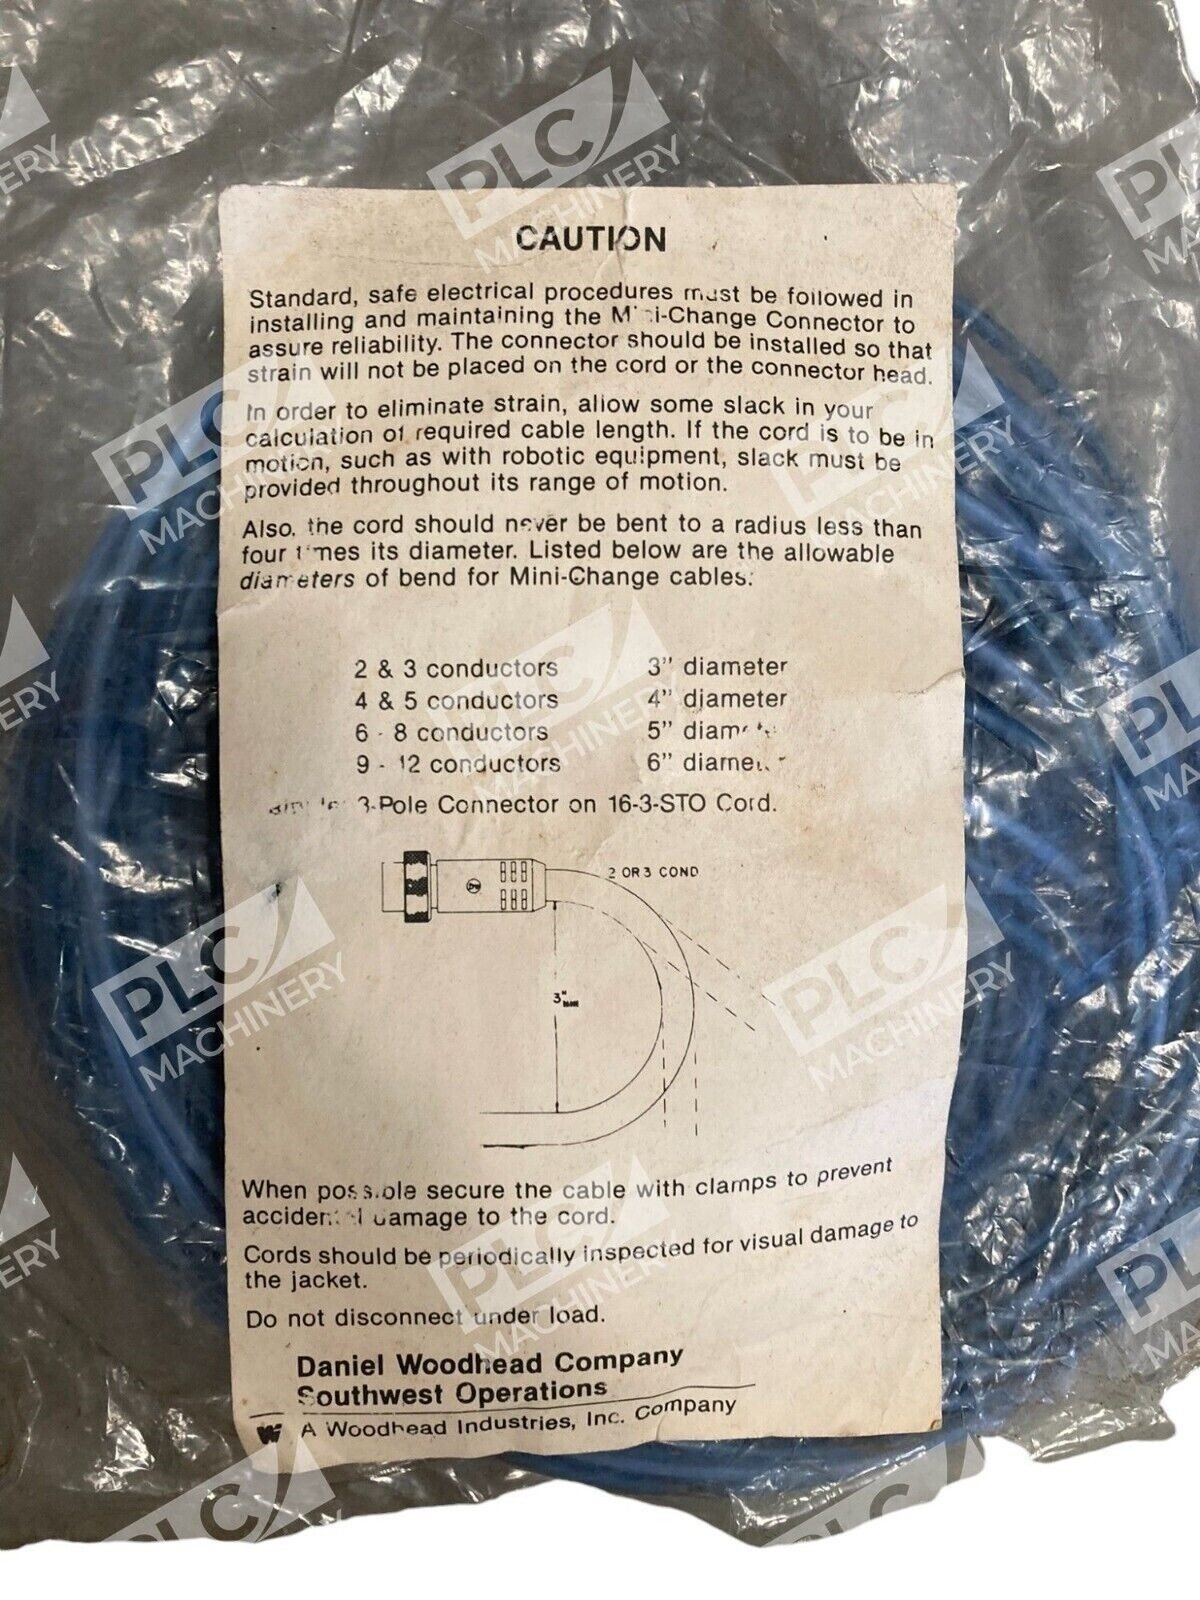 CAUTION
Standard, safe electrical procedures must be followed in
installing and maintaining the Mini-Change Connector to
assure reliability. The connector should be installed so that
strain will not be placed on the cord or the connector head.
In order to eliminate strain, allow some slack in your
calculation of required cable length. If the cord is to be in
motion, such as with robotic equipment, slack must be
provided throughout its range of motion.
Also, the cord should never be bent to a radius less than
four times its diameter. Listed below are the allowable
diameters of bend for Mini-Change cables:
2 & 3 conductors 3" diameter
4 & 5 conductors 4" diameter
6 - 8 conductors 5" diameter
9 - 12 conductors 6" diameter
3-Pole Connector on 16-3-STO Cord.
2 OR 3 COND
3"
When possible secure the cable with clamps to prevent
accidental damage to the cord.
Cords should be periodically inspected for visual damage to
the jacket.
Do not disconnect under load.
Daniel Woodhead Company
Southwest Operations
A Woodhead Industries, Inc. Company
PLC MACHINERY